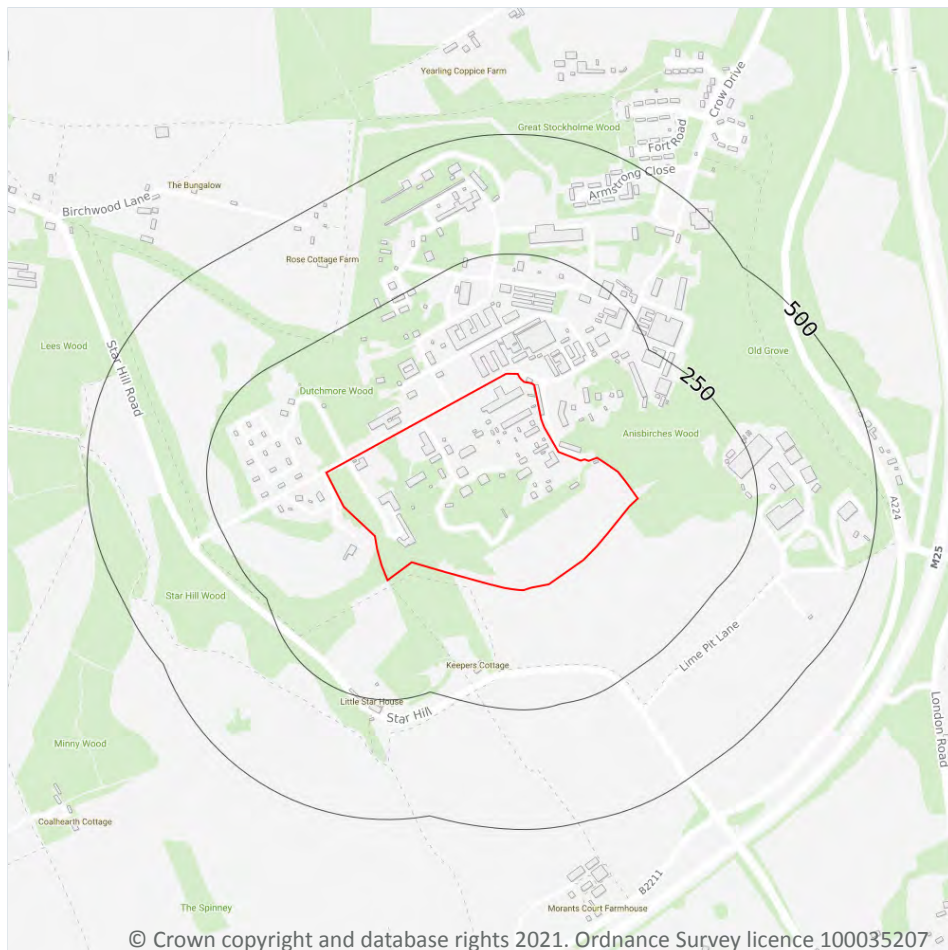 Yearling Coppice Farm
Crow Drive
Great Stockholme Wood
Fort Road
Armstrong Close
The Bungalow
Birchwood Lane
Rose Cottage Farm
500
Lees Wood
Star Hill Road
Old Grove
250
Dutchmore Wood
Anisbirches Wood
A224
M25
Star Hill Wood
Lime Pit Lane
Keepers Cottage
Little Star House
Star Hill
London Road
Minny Wood
Coalhearth Cottage
B2211
The Spinney
Morants Court Farmhouse
© Crown copyright and database rights 2021. Ordnance Survey licence 100035207